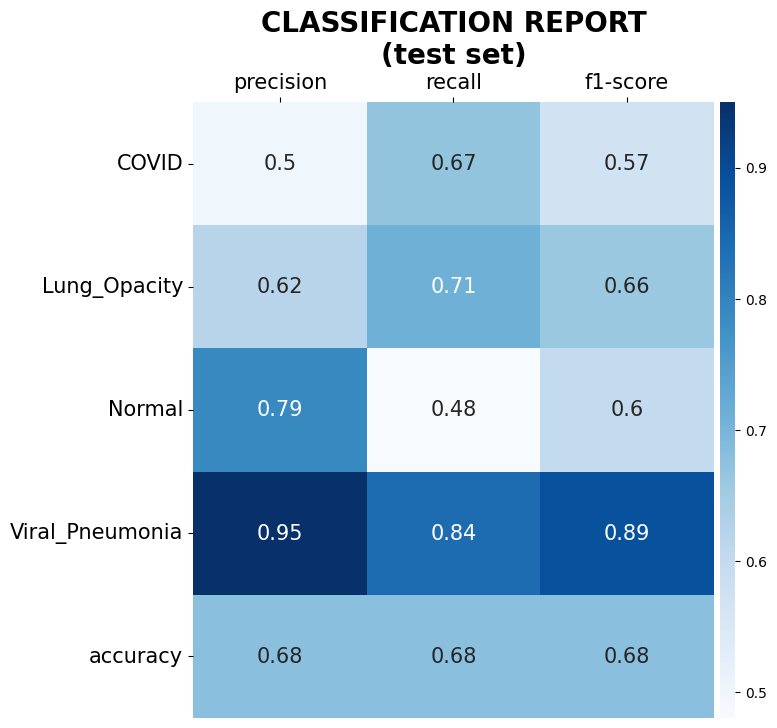 CLASSIFICATION REPORT
(test set)
precision recall f1-score
COVID 0.5 0.67 0.57
Lung_Opacity 0.62 0.71 0.66
Normal 0.79 0.48 0.6
Viral_Pneumonia 0.95 0.84 0.89
accuracy 0.68 0.68 0.68
0.9
0.8
0.7
0.6
0.5